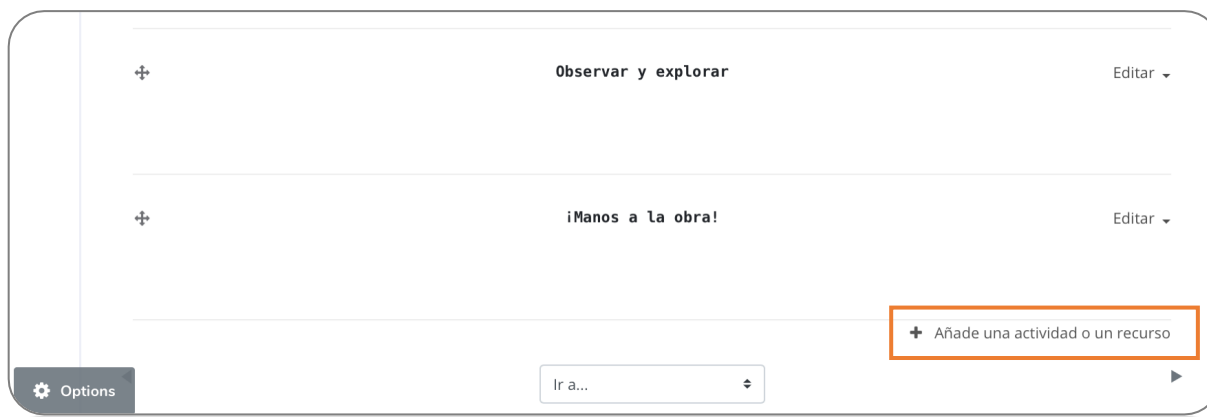 Observar y explorar
Editar
¡Manos a la obra!
Editar
Añade una actividad o un recurso
Options
Ir a...